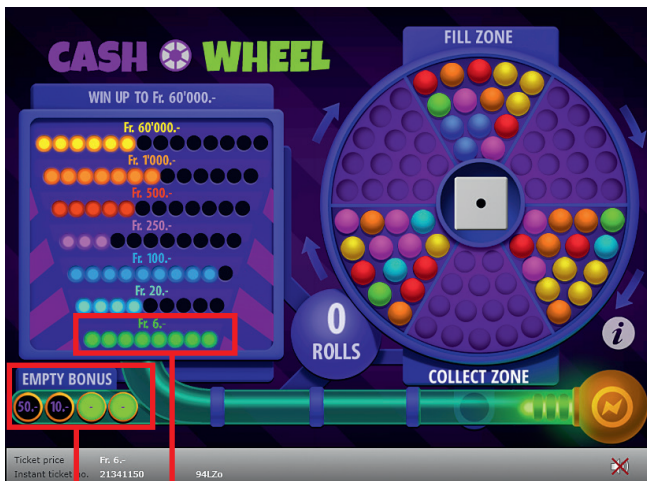 CASH WHEEL
FILL ZONE
WIN UP TO Fr. 60'000.-
Fr. 60'000.-
Fr. 1'000.-
Fr. 500.-
Fr. 250.-
Fr. 100.-
Fr. 20.-
Fr. 6.-
0
ROLLS
i
EMPTY BONUS
50.- 10.- - -
COLLECT ZONE
Ticket price Fr. 6.-
Instant ticket no. 21341150 94LZo